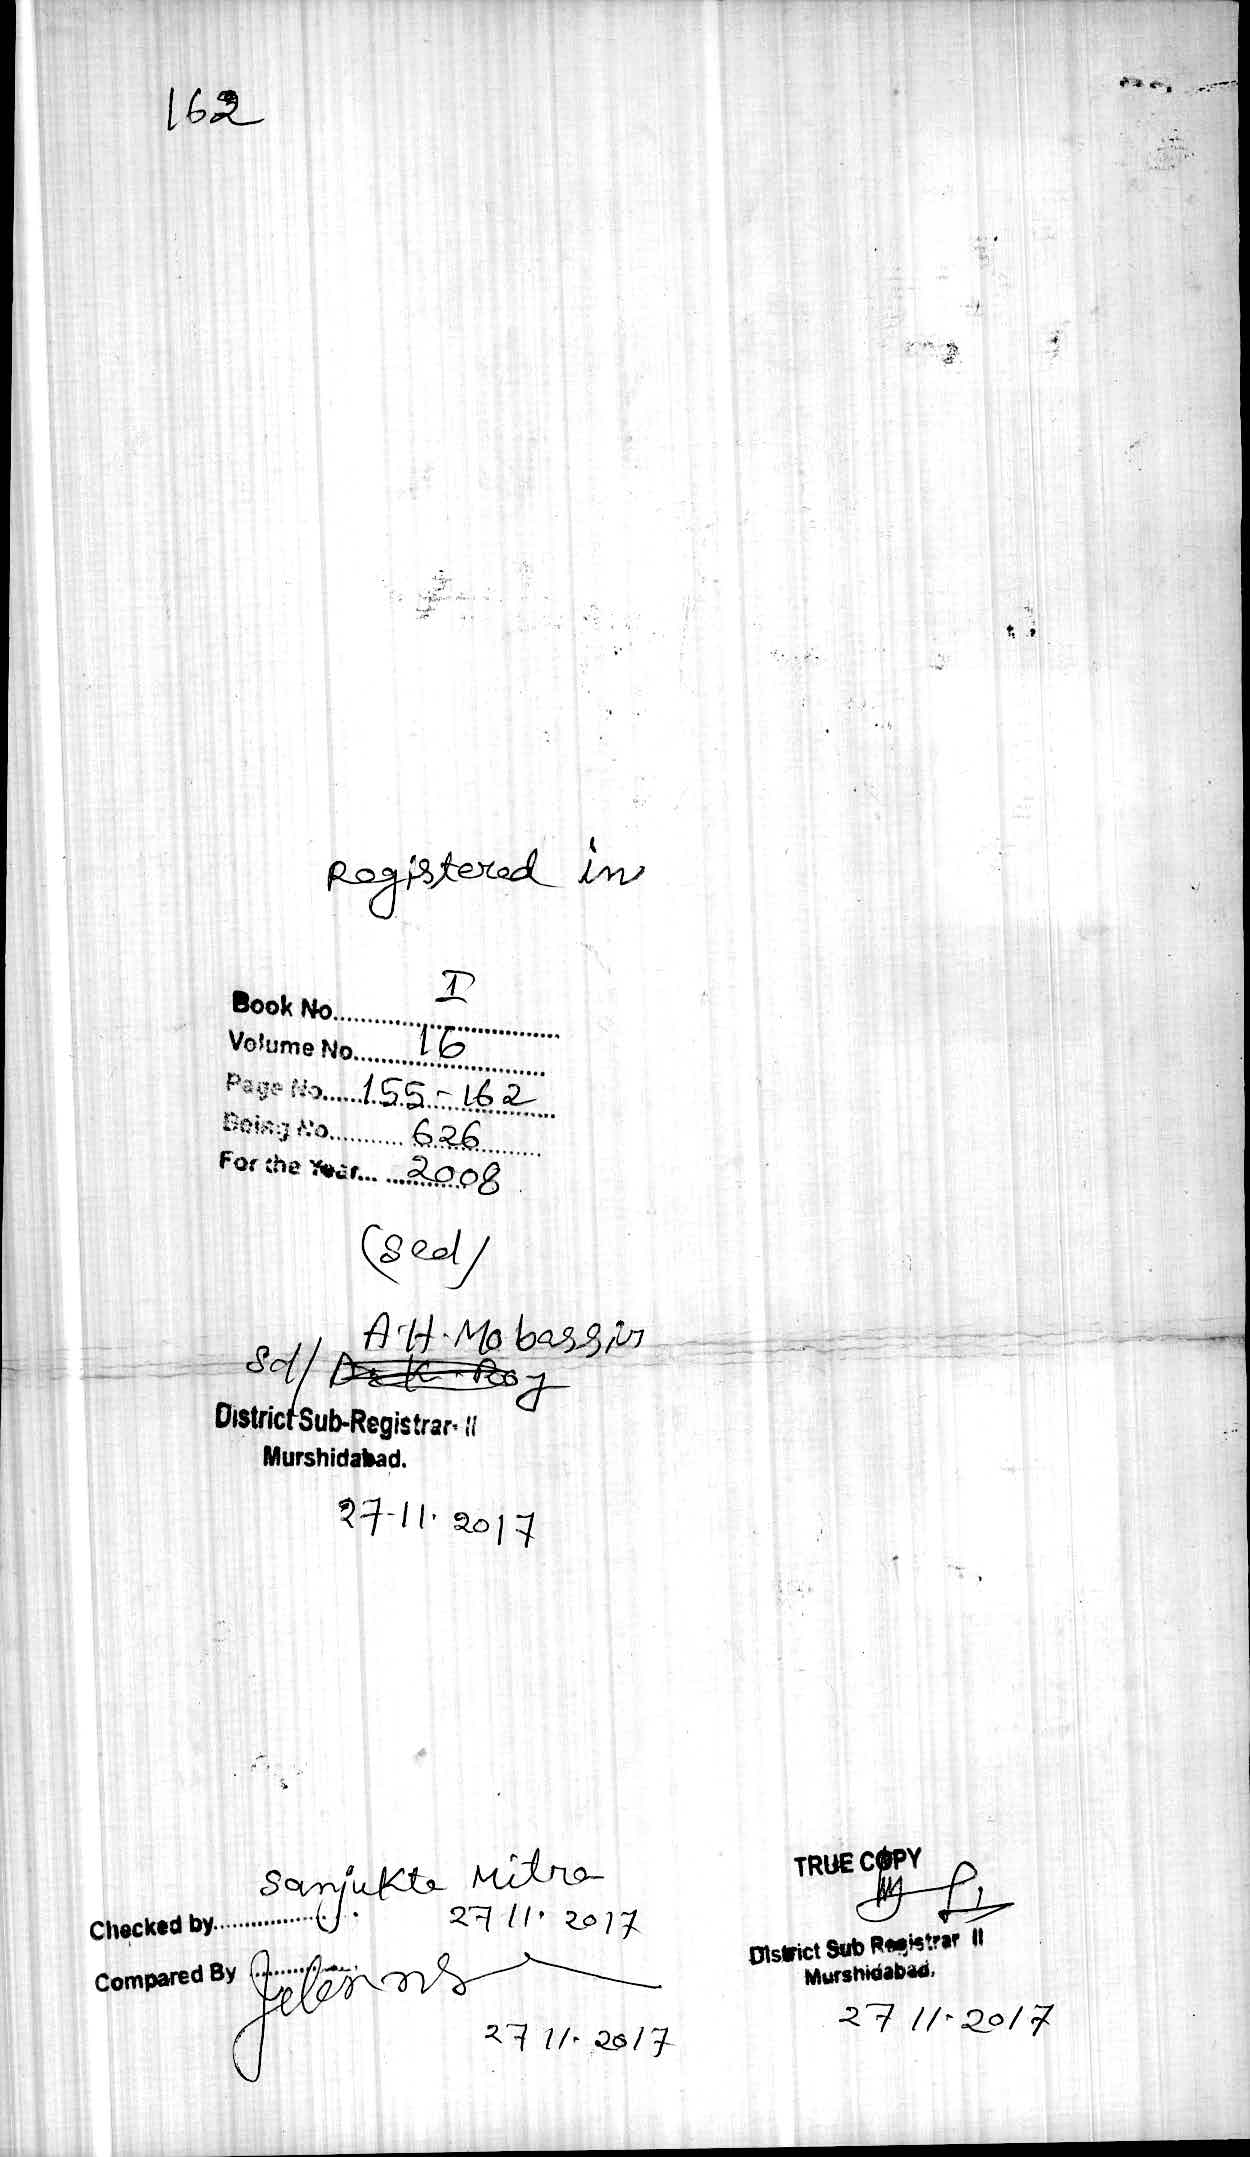 162
Registered in
Book No. I
Volume No. 16
Page No. 155-162
Being No. 626
For the Year... 2008
(Sed/
A.H. Mobassir
Sd/
District Sub-Registrar- II
Murshidabad.
27-11. 2017
Sanjukta Mitra
Checked by
27 11. 2017
Compared By
27 11. 2017
TRUE COPY
District Sub Registrar II
Murshidabad.
27 11. 2017